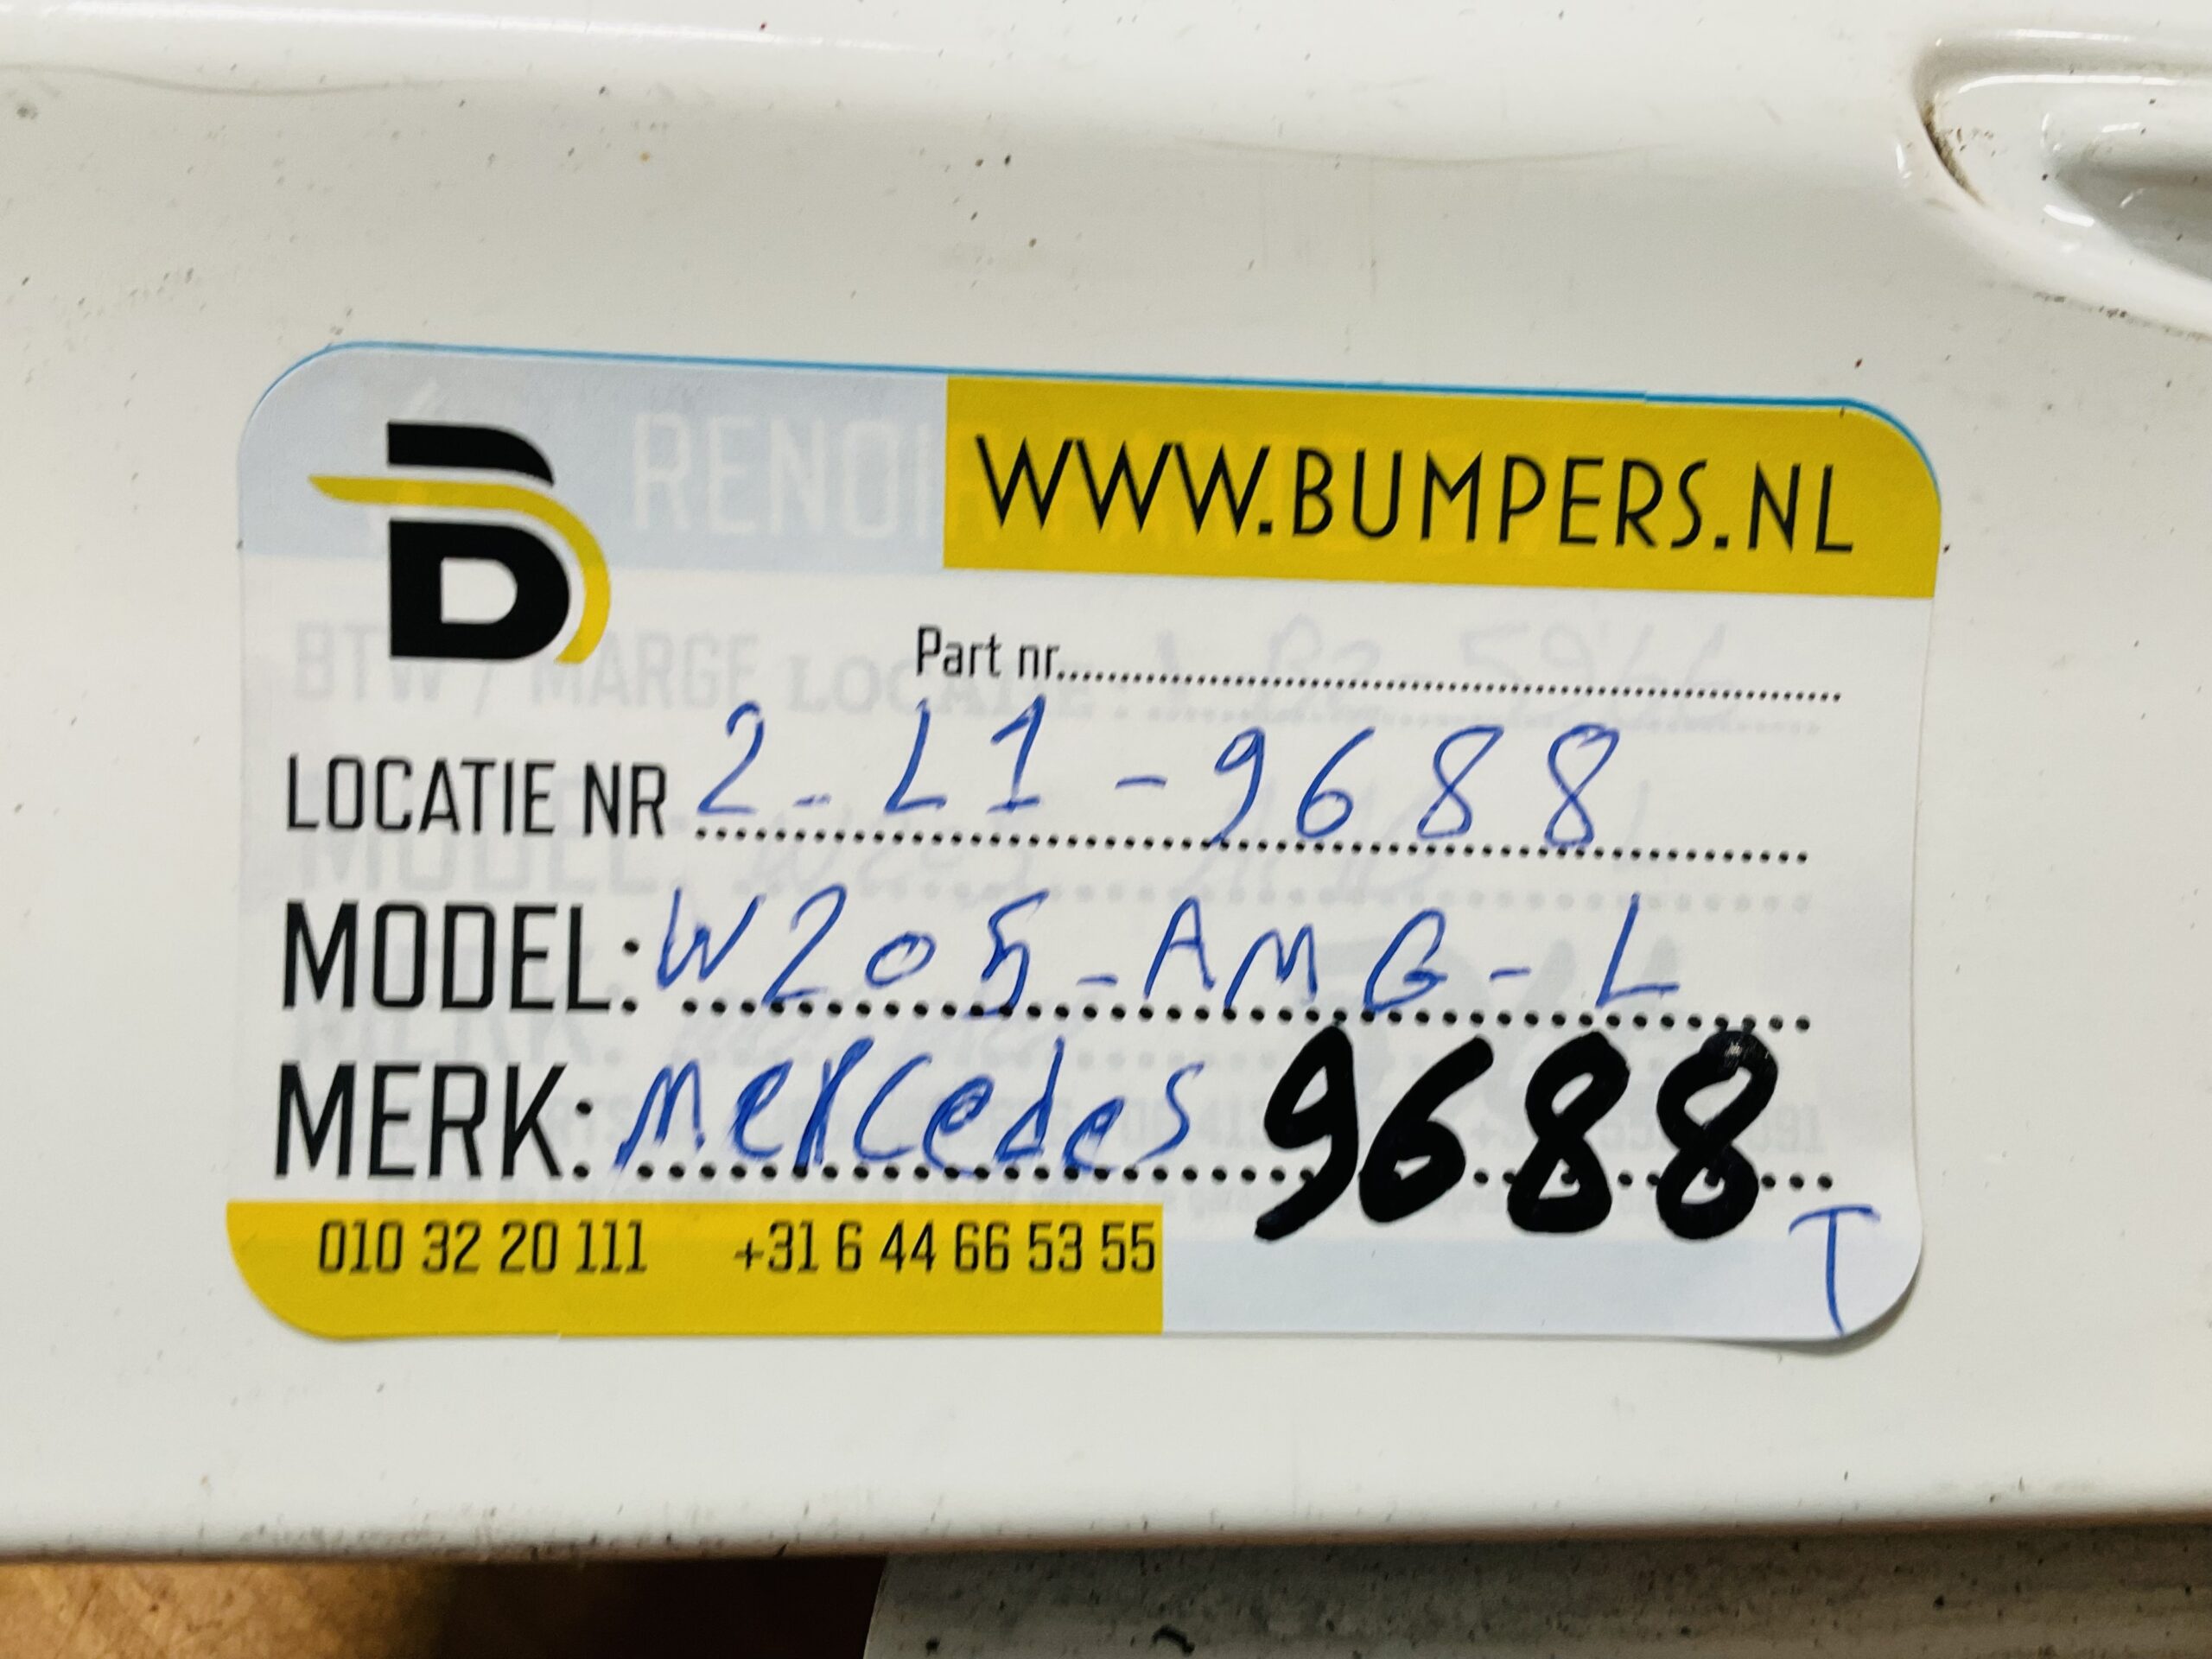 WWW.BUMPERS.NL
Part nr
LOCATIE NR 2-L1-9688
MODEL: W205-AMG-L
MERK: Mercedes 9688
T
010 32 20 111 +31 6 44 66 53 55